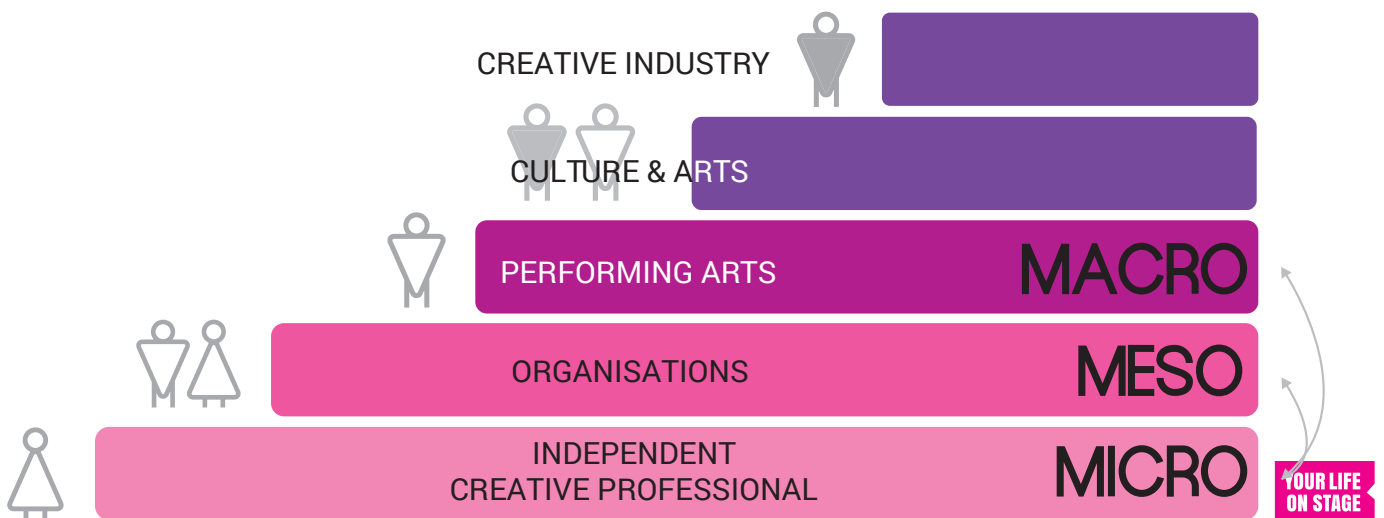 CREATIVE INDUSTRY
CULTURE & ARTS
PERFORMING ARTS
MACRO
ORGANISATIONS
MESO
INDEPENDENT
CREATIVE PROFESSIONAL
MICRO
YOUR LIFE
ON STAGE